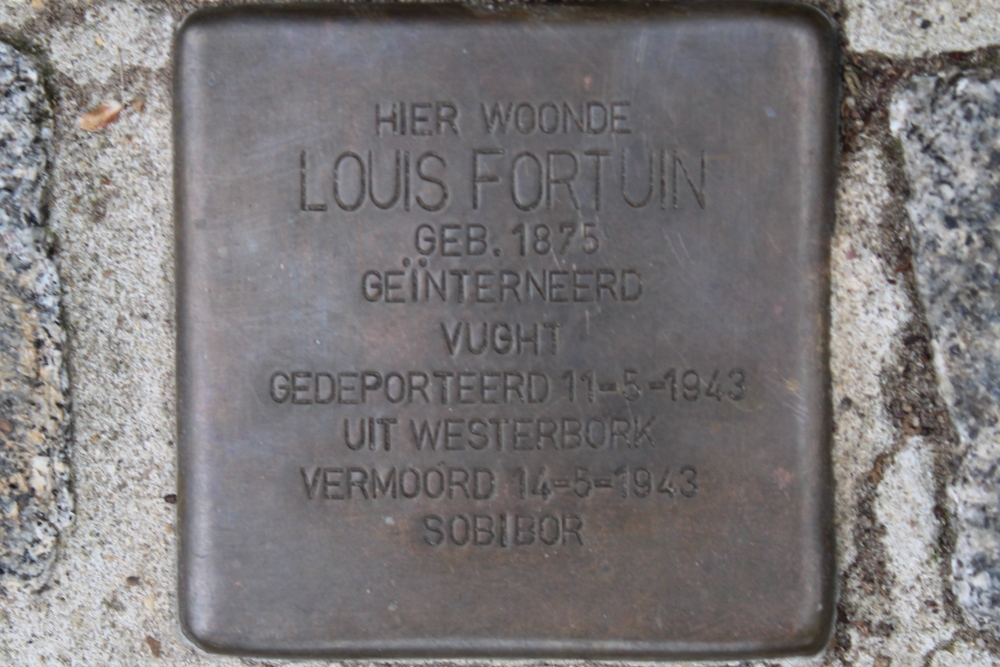 HIER WOONDE
LOUIS FORTUIN
GEB. 1875
GEÏNTERNEERD
VUGHT
GEDEPORTEERD 11-5-1943
UIT WESTERBORK
VERMOORD 14-5-1943
SOBIBOR